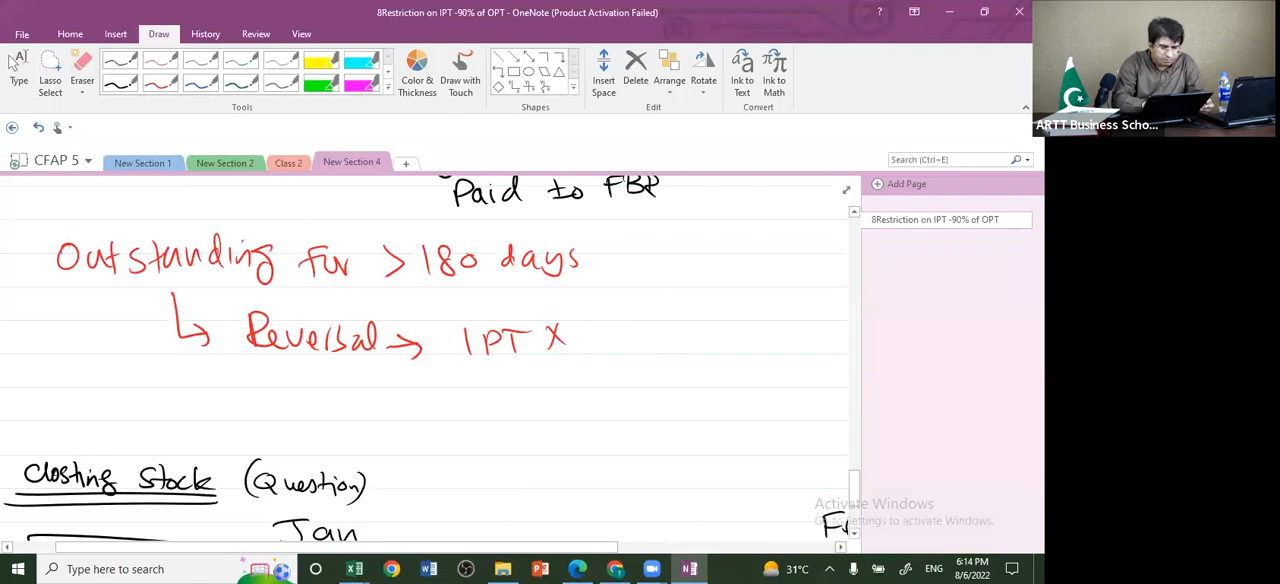 8Restriction on IPT -90% of OPT - OneNote (Product Activation Failed)
File Home Insert Draw History Review View
Type
Lasso Select
Eraser
Color & Thickness
Draw with Touch
Insert Space
Delete
Arrange
Rotate
Ink to Text
Ink to Math
Tools
Shapes
Edit
Convert
ARTT Business Scho...
CFAP 5
New Section 1 New Section 2 Class 2 New Section 4
Search (Ctrl+E)
Add Page
8Restriction on IPT -90% of OPT
Paid to FBR
Outstanding for > 180 days
Reversal → IPT X
Closting Stock (Question)
Jan
Activate Windows
Go to Settings to activate Windows.
Type here to search
31°C
ENG
6:14 PM
8/6/2022